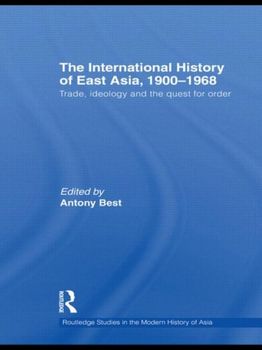 The International History
of East Asia, 1900–1968
Trade, ideology and the quest for order
Edited by
Antony Best
ROUTLEDGE
Routledge Studies in the Modern History of Asia